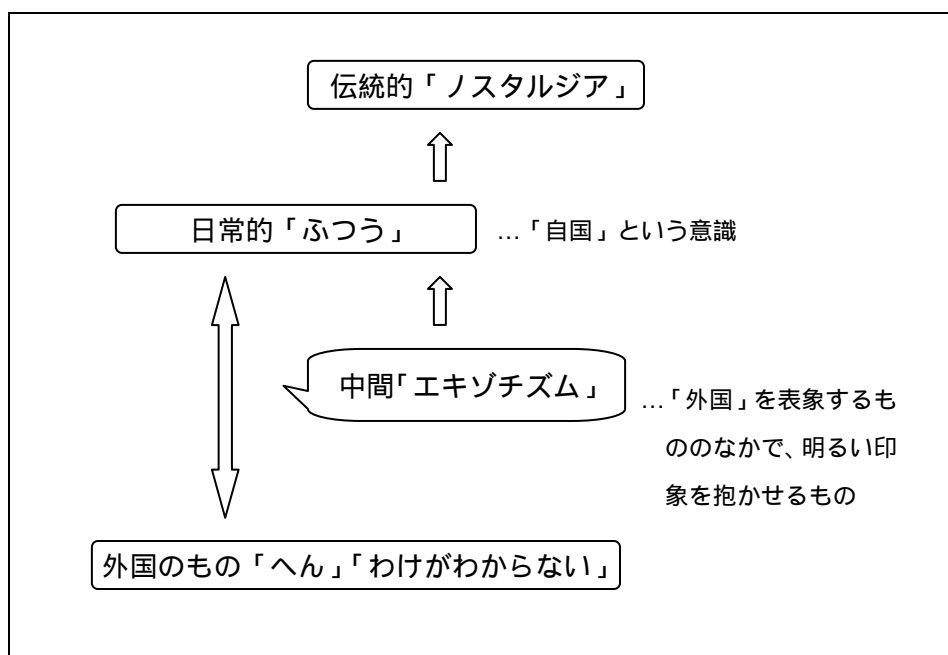 伝統的「ノスタルジア」
日常的「ふつう」
…「自国」という意識
中間「エキゾチズム」
…「外国」を表象するも
ののなかで、明るい印
象を抱かせるもの
外国のもの「へん」「わけがわからない」